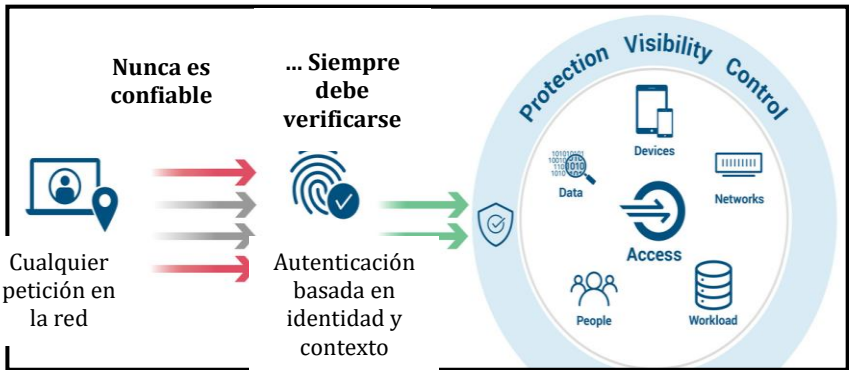 Nunca es
confiable
... Siempre
debe
verificarse
Cualquier
petición en
la red
Autenticación
basada en
identidad y
contexto
Protection Visibility Control
Devices
Data
Networks
Access
People
Workload